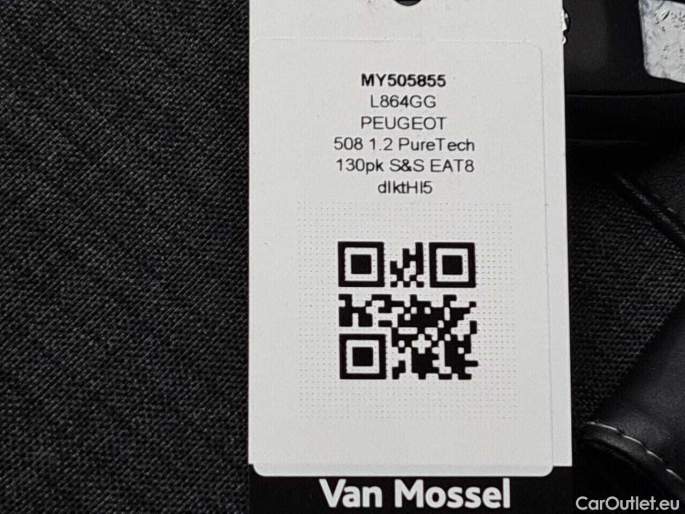 MY505855
L864GG
PEUGEOT
508 1.2 PureTech
130pk S&S EAT8
dlktHI5
Van Mossel
CarOutlet.eu